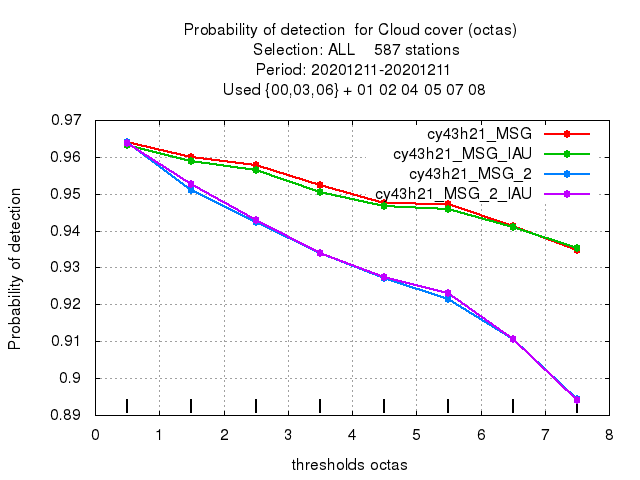 Probability of detection  for Cloud cover (octas)
Selection: ALL    587 stations
Period: 20201211-20201211
Used {00,03,06} + 01 02 04 05 07 08
cy43h21_MSG
cy43h21_MSG_IAU
cy43h21_MSG_2
cy43h21_MSG_2_IAU
Probability of detection
0.97
0.96
0.95
0.94
0.93
0.92
0.91
0.9
0.89
0 1 2 3 4 5 6 7 8
thresholds octas